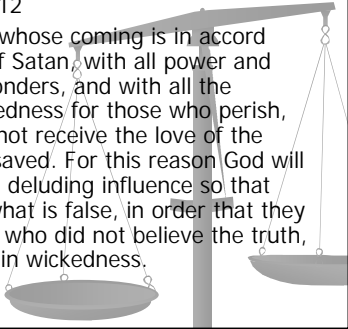 12
whose coming is in accord
f Satan, with all power and
onders, and with all the
edness for those who perish,
not receive the love of the
saved. For this reason God will
deluding influence so that
what is false, in order that they
who did not believe the truth,
in wickedness.